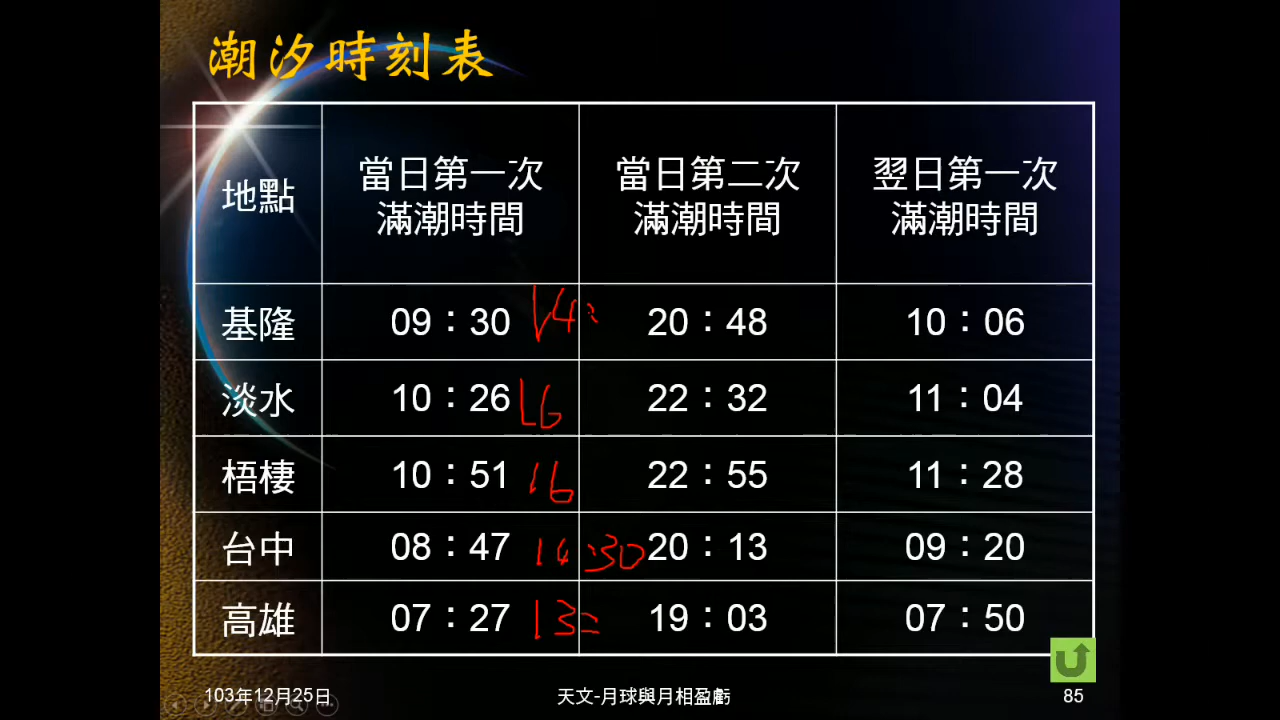 潮汐時刻表
地點 當日第一次滿潮時間 當日第二次滿潮時間 翌日第一次滿潮時間
基隆 09：30 14: 20：48 10：06
淡水 10：26 16 22：32 11：04
梧棲 10：51 16 22：55 11：28
台中 08：47 14:30 20：13 09：20
高雄 07：27 13: 19：03 07：50
103年12月25日 天文-月球與月相盈虧 85